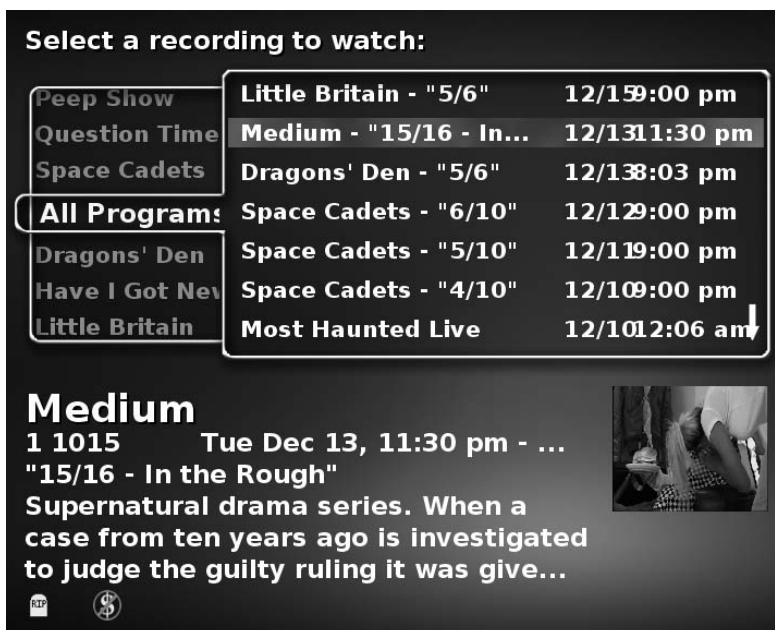 Select a recording to watch:
Peep Show
Question Time
Space Cadets
All Programs
Dragons' Den
Have I Got Nev
Little Britain
Little Britain - "5/6" 12/15 9:00 pm
Medium - "15/16 - In... 12/13 11:30 pm
Dragons' Den - "5/6" 12/13 8:03 pm
Space Cadets - "6/10" 12/12 9:00 pm
Space Cadets - "5/10" 12/11 9:00 pm
Space Cadets - "4/10" 12/10 9:00 pm
Most Haunted Live 12/10 12:06 am
Medium
1 1015 Tue Dec 13, 11:30 pm - ...
"15/16 - In the Rough"
Supernatural drama series. When a
case from ten years ago is investigated
to judge the guilty ruling it was give...
RIP
$